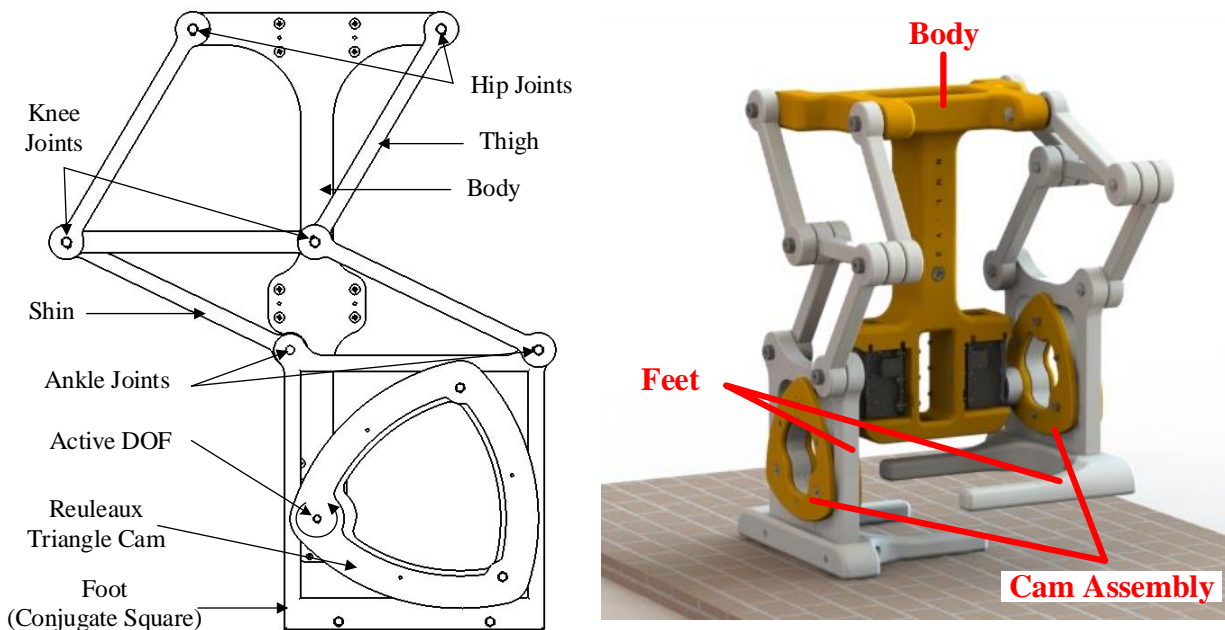 Hip Joints
Knee
Joints
Thigh
Body
Shin
Ankle Joints
Active DOF
Reuleaux
Triangle Cam
Foot
(Conjugate Square)
Body
Feet
Cam Assembly